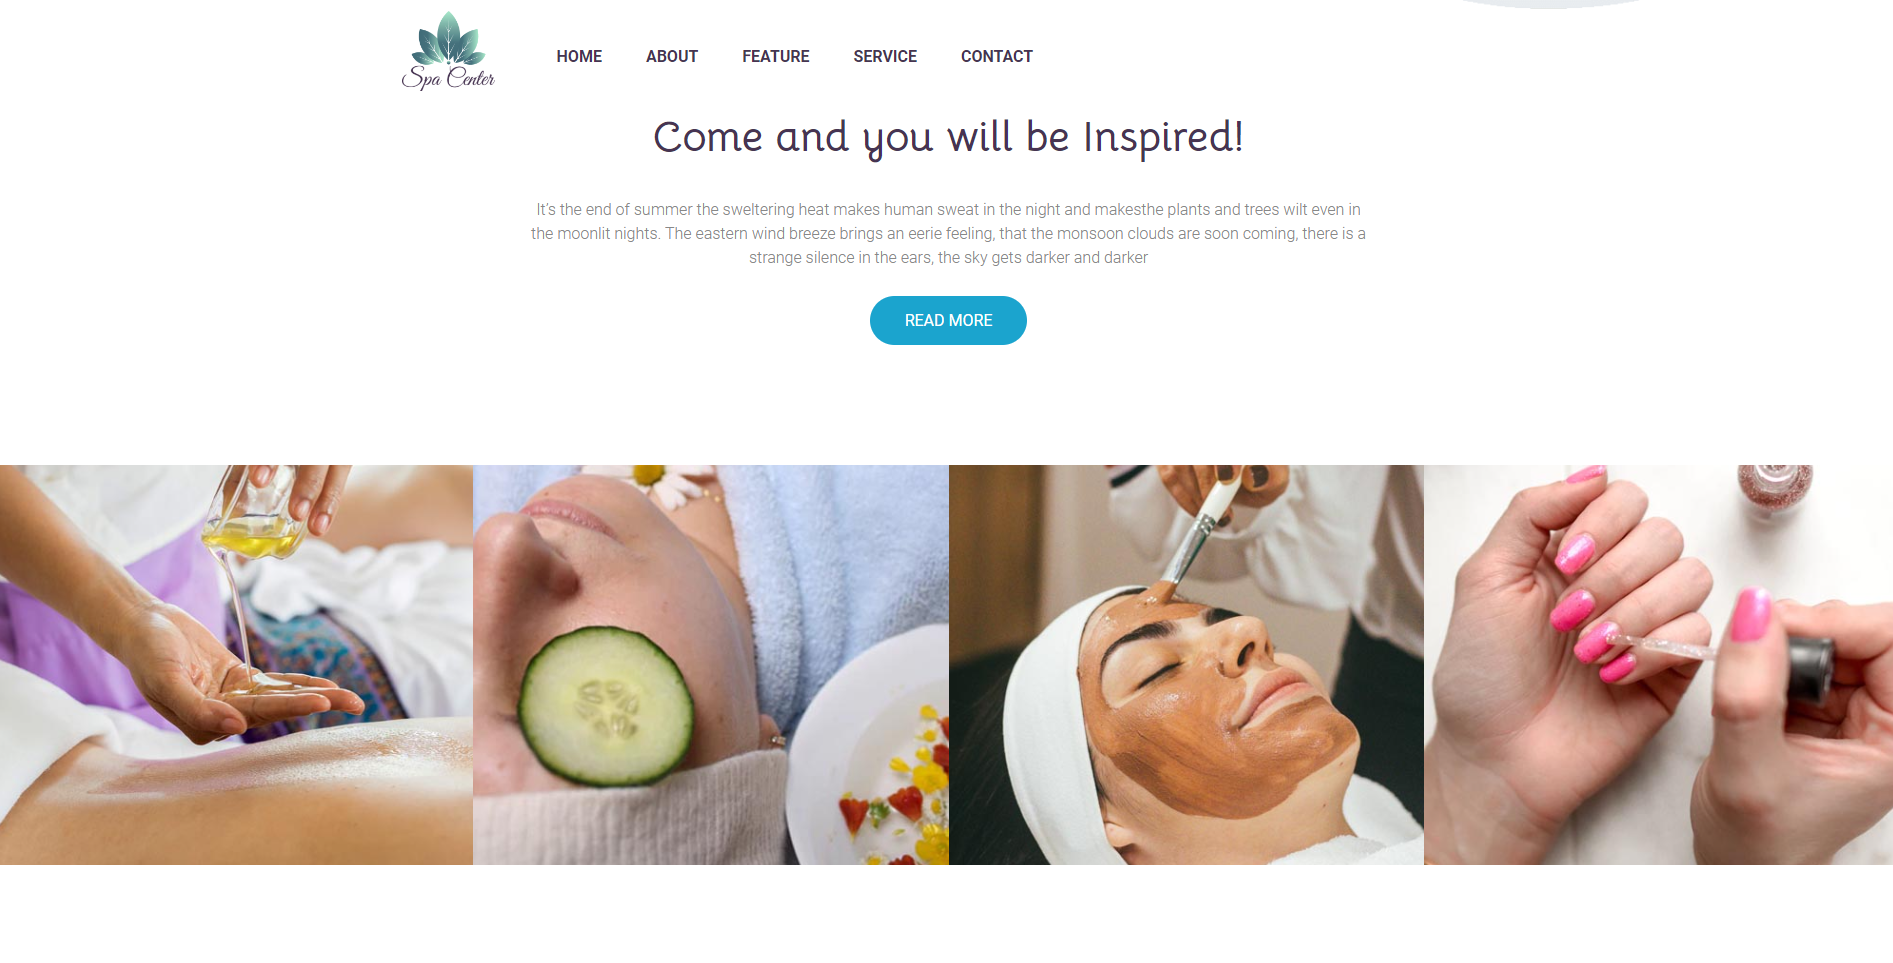 Spa Center
HOME ABOUT FEATURE SERVICE CONTACT
Come and you will be Inspired!
It's the end of summer the sweltering heat makes human sweat in the night and makesthe plants and trees wilt even in
the moonlit nights. The eastern wind breeze brings an eerie feeling, that the monsoon clouds are soon coming, there is a
strange silence in the ears, the sky gets darker and darker
READ MORE